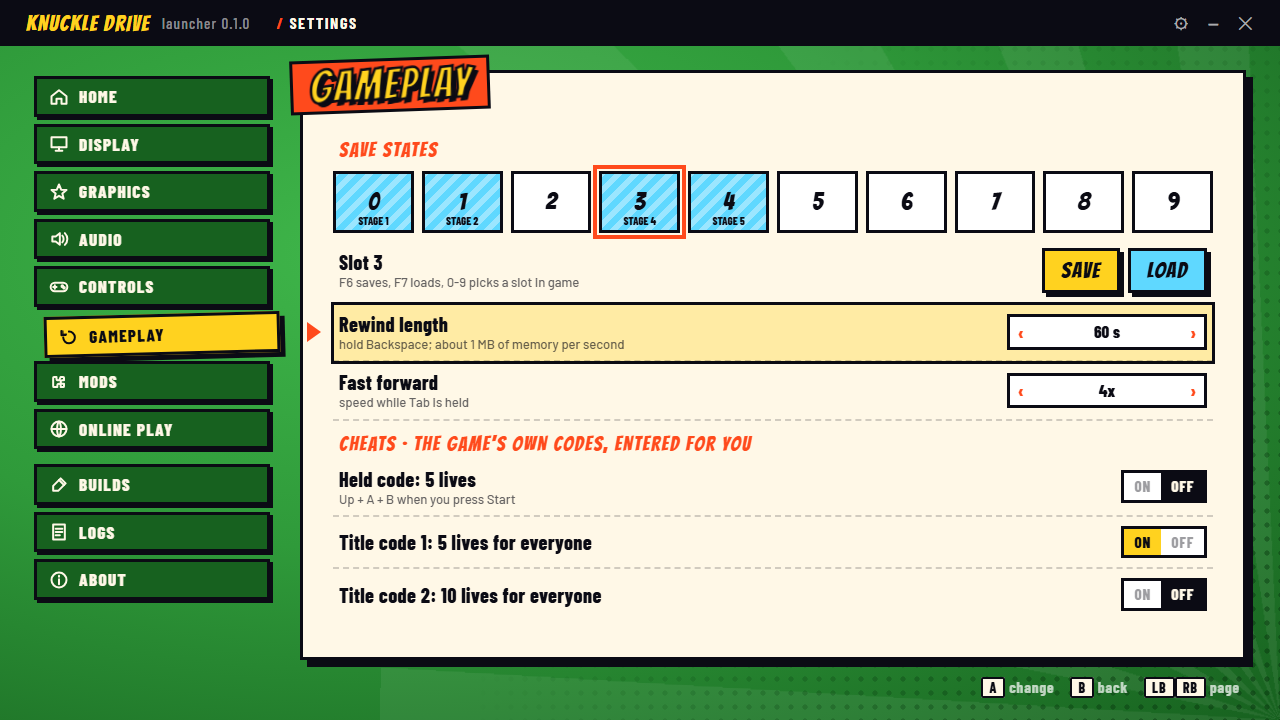 KNUCKLE DRIVE launcher 0.1.0 / SETTINGS
HOME
DISPLAY
GRAPHICS
AUDIO
CONTROLS
GAMEPLAY
MODS
ONLINE PLAY
BUILDS
LOGS
ABOUT
GAMEPLAY
SAVE STATES
0 1 2 3 4 5 6 7 8 9
STAGE 1 STAGE 2 STAGE 4 STAGE 5
Slot 3
F6 saves, F7 loads, 0-9 picks a slot in game
SAVE LOAD
Rewind length
hold Backspace; about 1 MB of memory per second
‹ 60 s ›
Fast forward
speed while Tab is held
‹ 4x ›
CHEATS · THE GAME'S OWN CODES, ENTERED FOR YOU
Held code: 5 lives
Up + A + B when you press Start
ON OFF
Title code 1: 5 lives for everyone
ON OFF
Title code 2: 10 lives for everyone
ON OFF
A change B back LB RB page